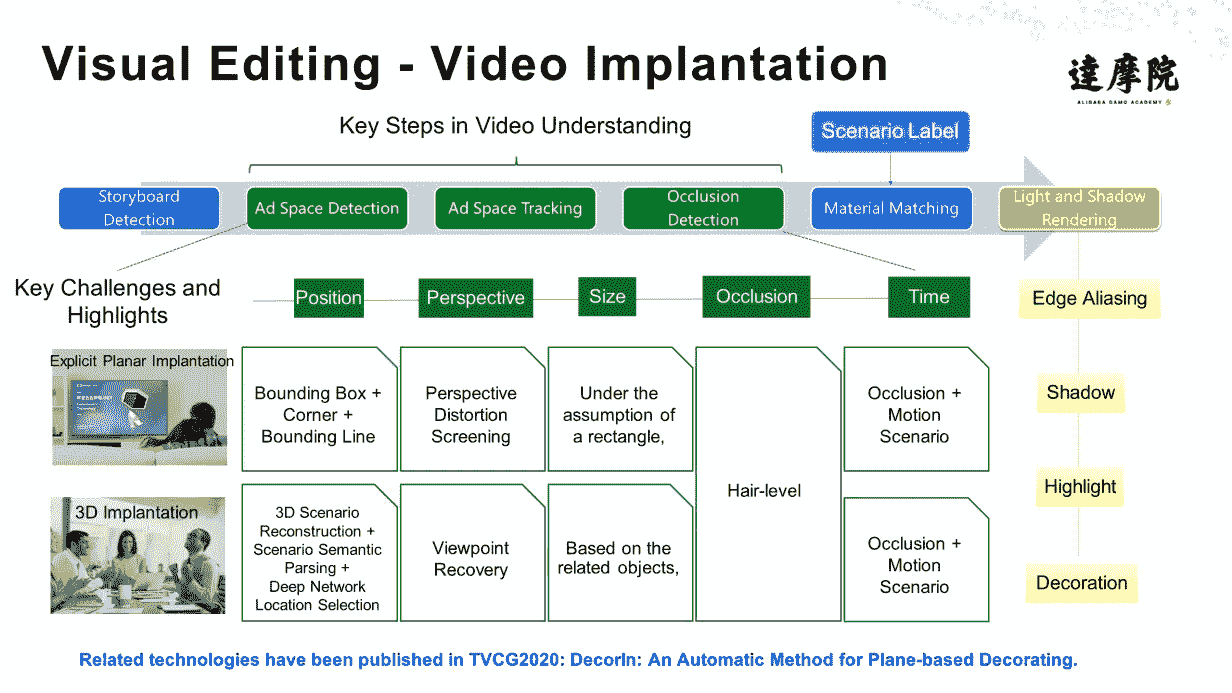 Visual Editing - Video Implantation
達摩院
ALIBABA DAMO ACADEMY
Key Steps in Video Understanding
Scenario Label
Storyboard
Detection
Ad Space Detection
Ad Space Tracking
Occlusion
Detection
Material Matching
Light and Shadow
Rendering
Key Challenges and
Highlights
Position
Perspective
Size
Occlusion
Time
Edge Aliasing
Explicit Planar Implantation
Bounding Box +
Corner +
Bounding Line
Perspective
Distortion
Screening
Under the
assumption of
a rectangle,
Hair-level
Occlusion +
Motion
Scenario
Shadow
3D Implantation
3D Scenario
Reconstruction +
Scenario Semantic
Parsing +
Deep Network
Location Selection
Viewpoint
Recovery
Based on the
related objects,
Occlusion +
Motion
Scenario
Highlight
Decoration
Related technologies have been published in TVCG2020: DecorIn: An Automatic Method for Plane-based Decorating.